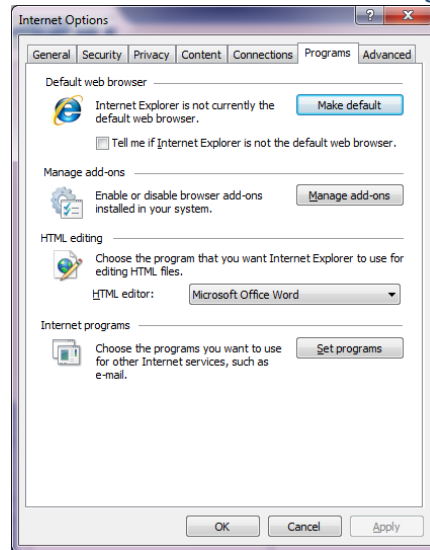 Internet Options
?
X
General Security Privacy Content Connections Programs Advanced
Default web browser
Internet Explorer is not currently the
default web browser.
Make default
Tell me if Internet Explorer is not the default web browser.
Manage add-ons
Enable or disable browser add-ons
installed in your system.
Manage add-ons
HTML editing
Choose the program that you want Internet Explorer to use for
editing HTML files.
HTML editor:
Microsoft Office Word
Internet programs
Choose the programs you want to use
for other Internet services, such as
e-mail.
Set programs
OK Cancel Apply